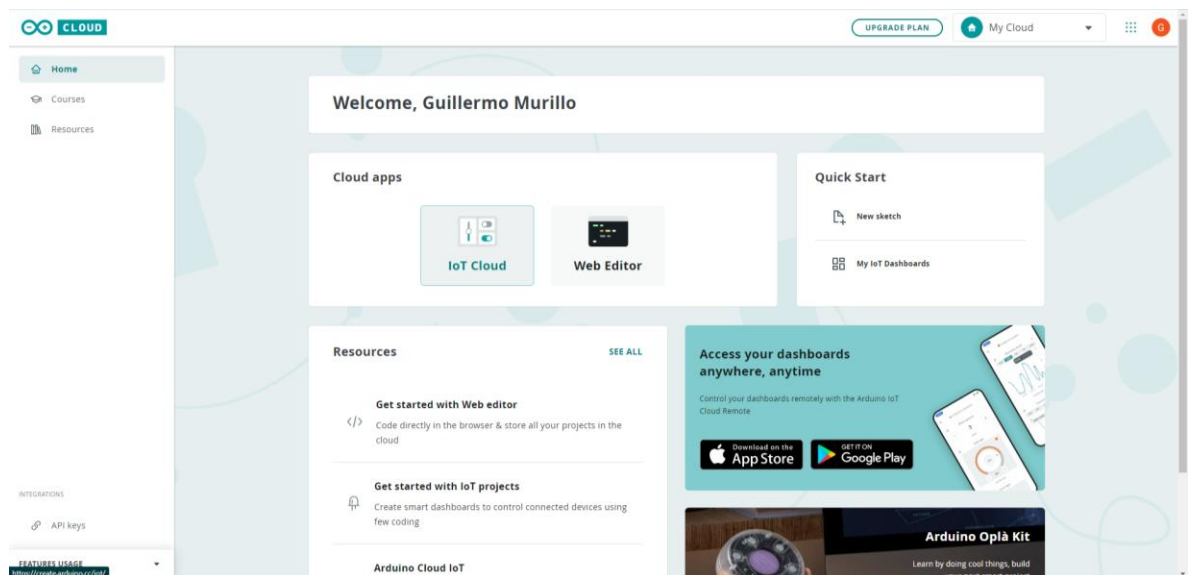 CLOUD
UPGRADE PLAN
My Cloud
G
Home
Courses
Resources
Welcome, Guillermo Murillo
Cloud apps
IoT Cloud
Web Editor
Quick Start
New sketch
My IoT Dashboards
Resources
SEE ALL
Get started with Web editor
Code directly in the browser & store all your projects in the
cloud
Get started with IoT projects
Create smart dashboards to control connected devices using
few coding
Arduino Cloud IoT
Access your dashboards
anywhere, anytime
Control your dashboards remotely with the Arduino IoT
Cloud Remote
Download on the
App Store
GET IT ON
Google Play
Arduino Oplà Kit
Learn by doing cool things, build
INTEGRATIONS
API keys
FEATURES USAGE
https://create.arduino.cc/iot/